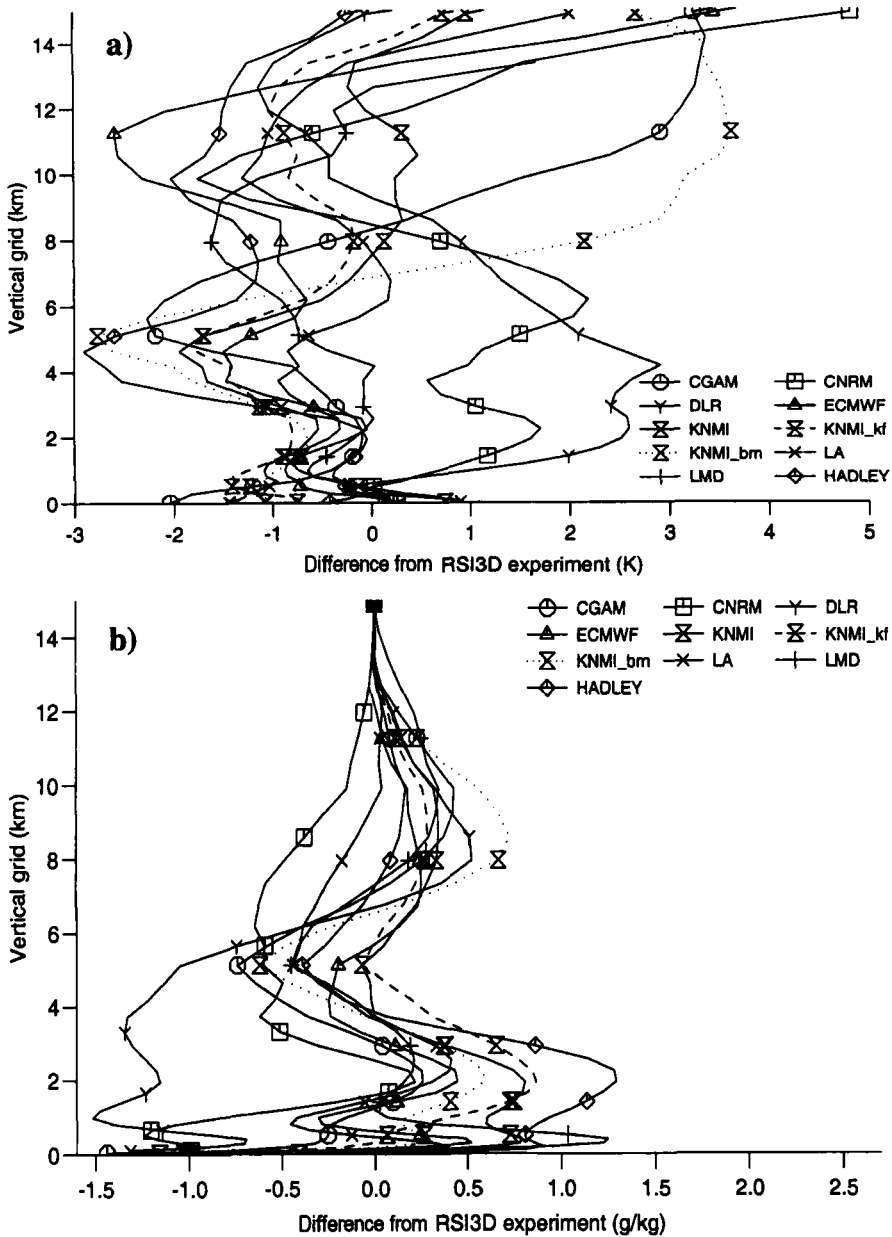 a)
Vertical grid (km)
14
12
10
8
6
4
2
0
-3
-2
-1
0
1
2
3
4
5
Difference from RSI3D experiment (K)
CGAM
CNRM
DLR
ECMWF
KNMI
KNMI_kf
KNMI_bm
LA
LMD
HADLEY
b)
Vertical grid (km)
14
12
10
8
6
4
2
0
-1.5
-1.0
-0.5
0.0
0.5
1.0
1.5
2.0
2.5
Difference from RSI3D experiment (g/kg)
CGAM
CNRM
DLR
ECMWF
KNMI
KNMI_kf
KNMI_bm
LA
LMD
HADLEY